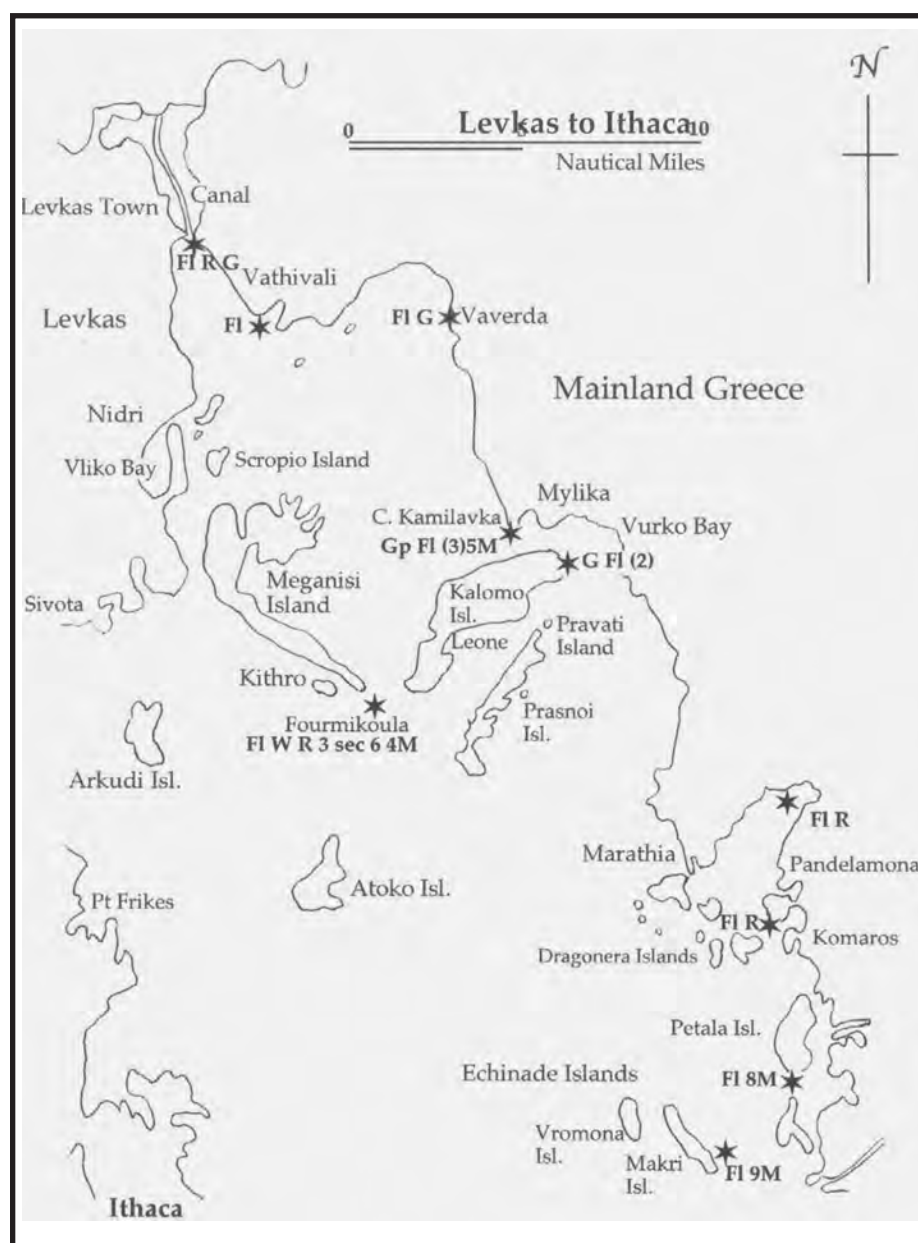 N
Levkas to Ithaca
0 5 10
Nautical Miles
Canal
Levkas Town
Fl R G
Vathivali
Levkas
Fl
Fl G
Vaverda
Mainland Greece
Nidri
Vliko Bay
Scropio Island
C. Kamilavka
Mylika
Vurko Bay
Gp Fl (3)5M
G Fl (2)
Meganisi
Island
Kalomo
Isl.
Leone
Pravati
Island
Sivota
Kithro
Prasnoi
Isl.
Fourmikoula
Fl W R 3 sec 6 4M
Arkudi Isl.
Fl R
Marathia
Pandelamona
Atoko Isl.
Pt Frikes
Fl R
Komaros
Dragonera Islands
Petala Isl.
Echinade Islands
Fl 8M
Vromona
Isl.
Makri
Isl.
Fl 9M
Ithaca